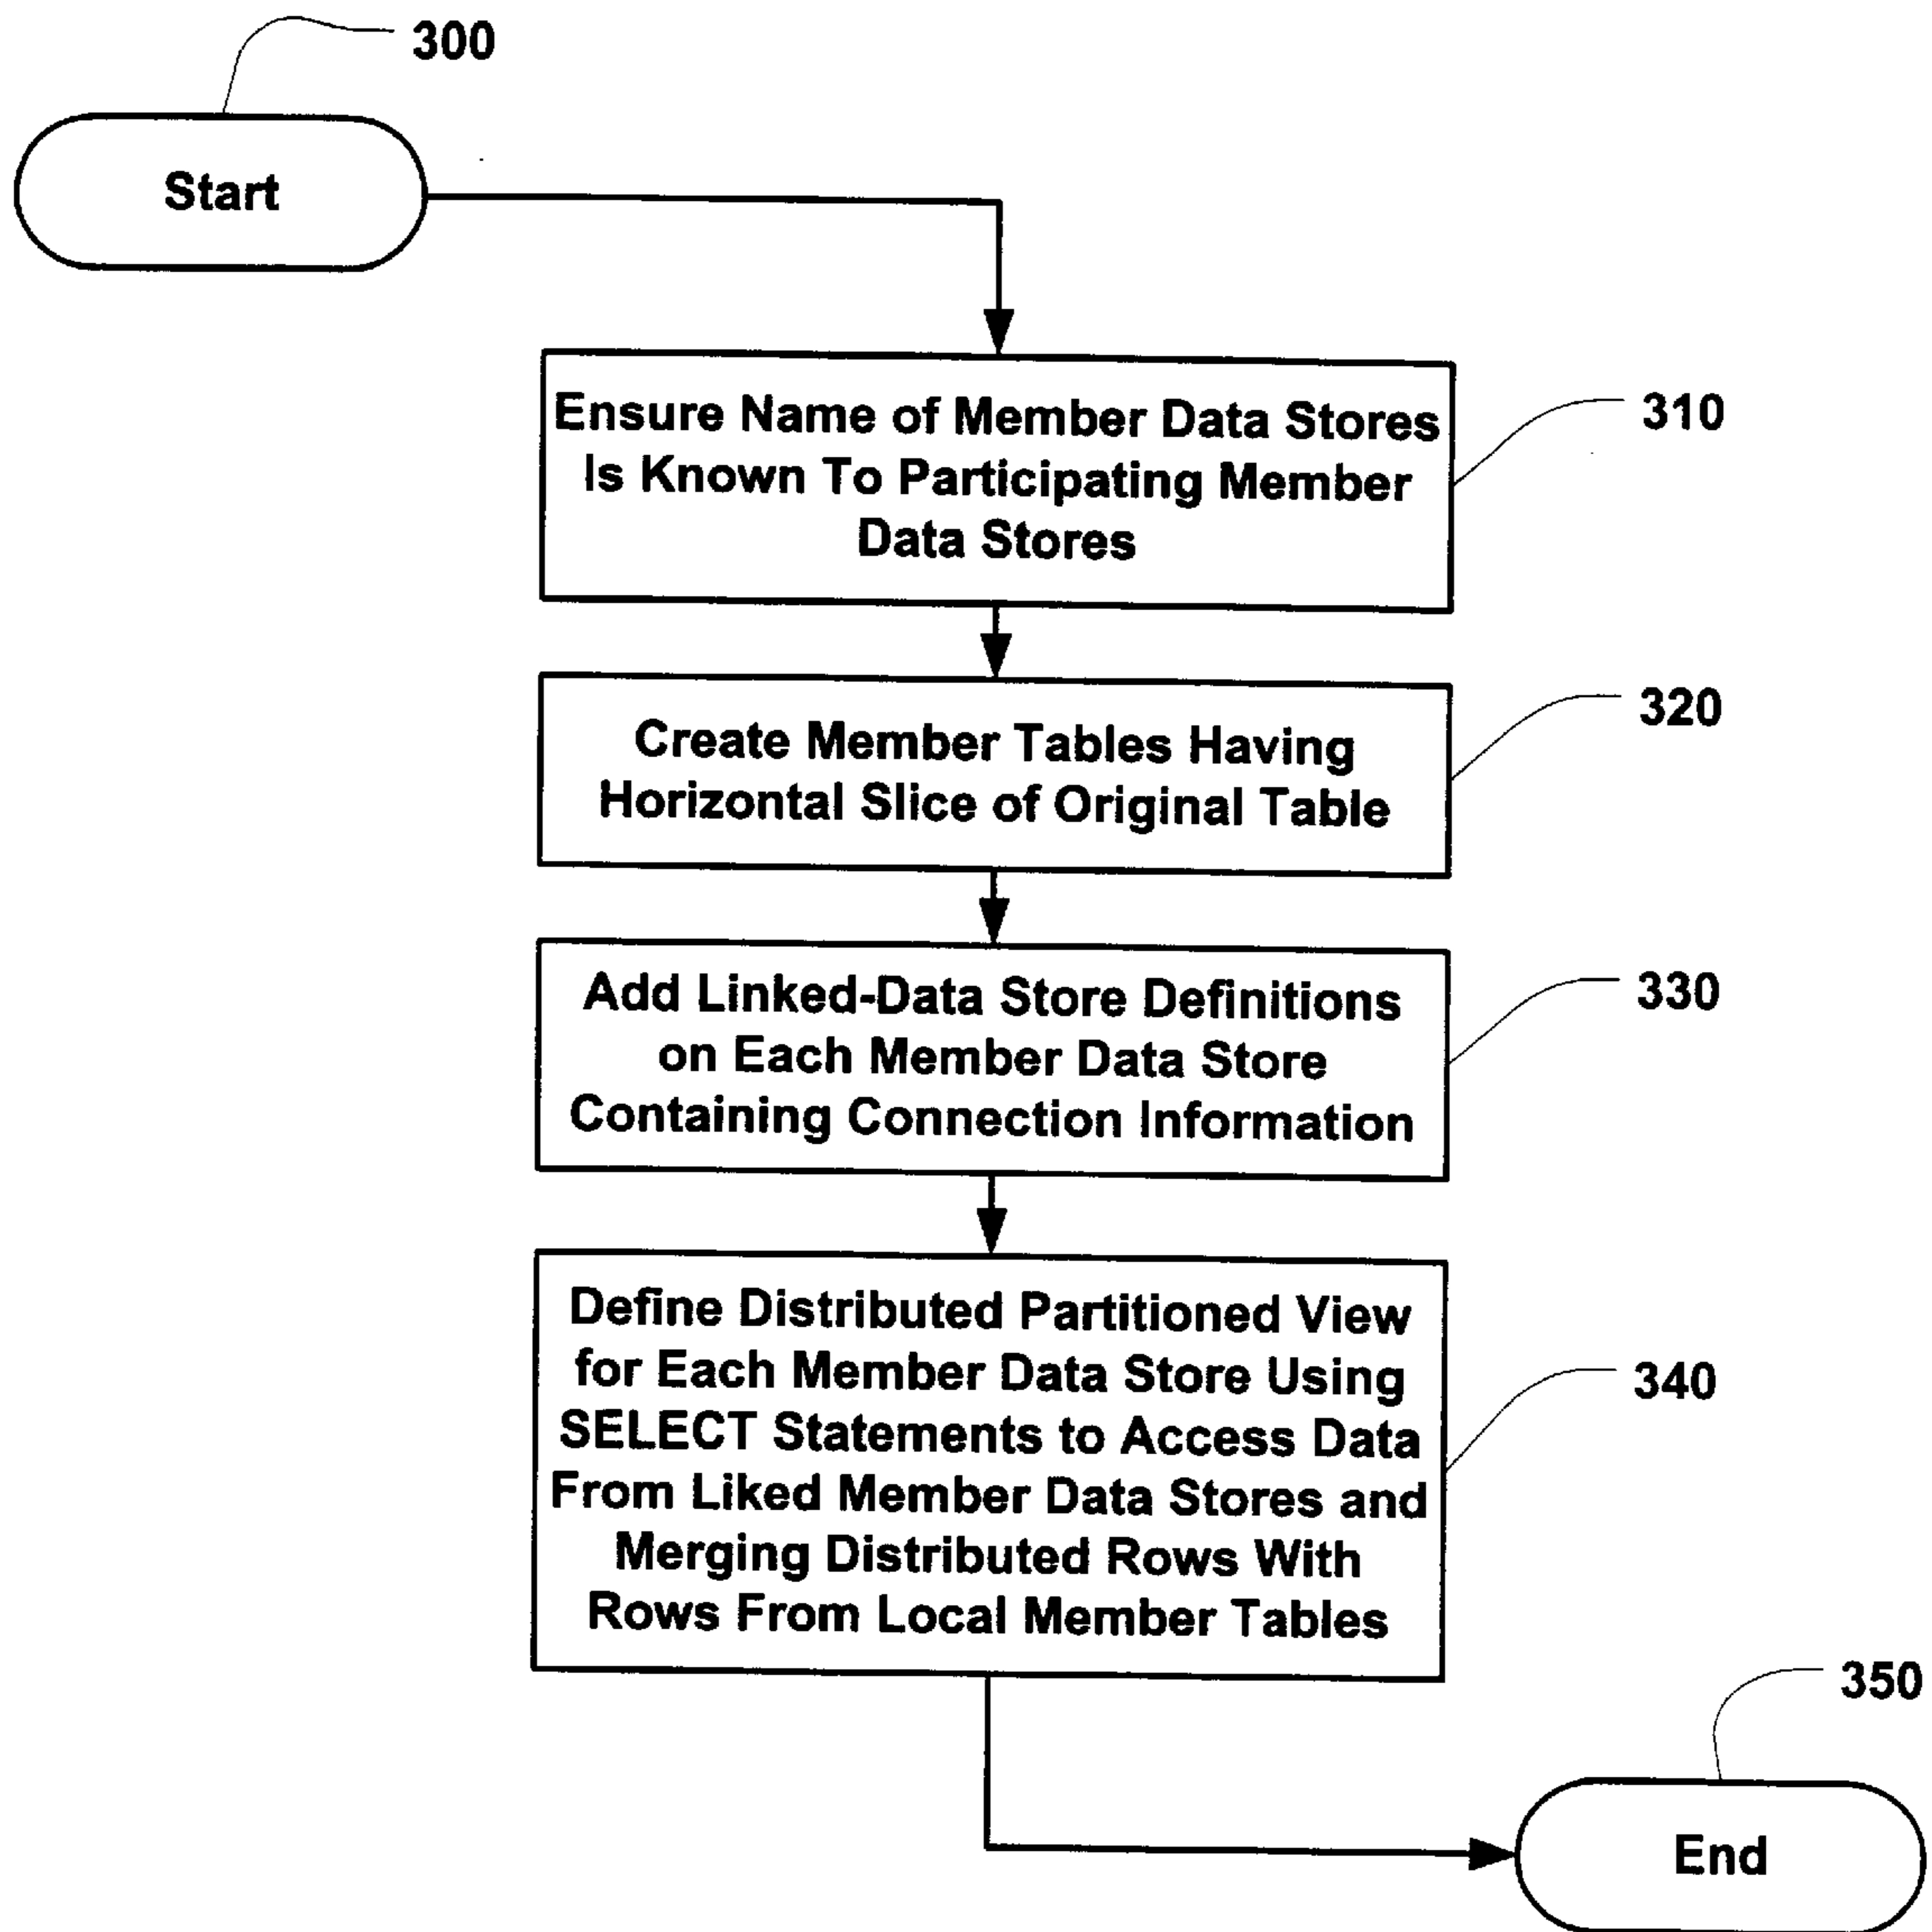 300
Start
Ensure Name of Member Data Stores
Is Known To Participating Member
Data Stores
310
Create Member Tables Having
Horizontal Slice of Original Table
320
Add Linked-Data Store Definitions
on Each Member Data Store
Containing Connection Information
330
Define Distributed Partitioned View
for Each Member Data Store Using
SELECT Statements to Access Data
From Liked Member Data Stores and
Merging Distributed Rows With
Rows From Local Member Tables
340
350
End